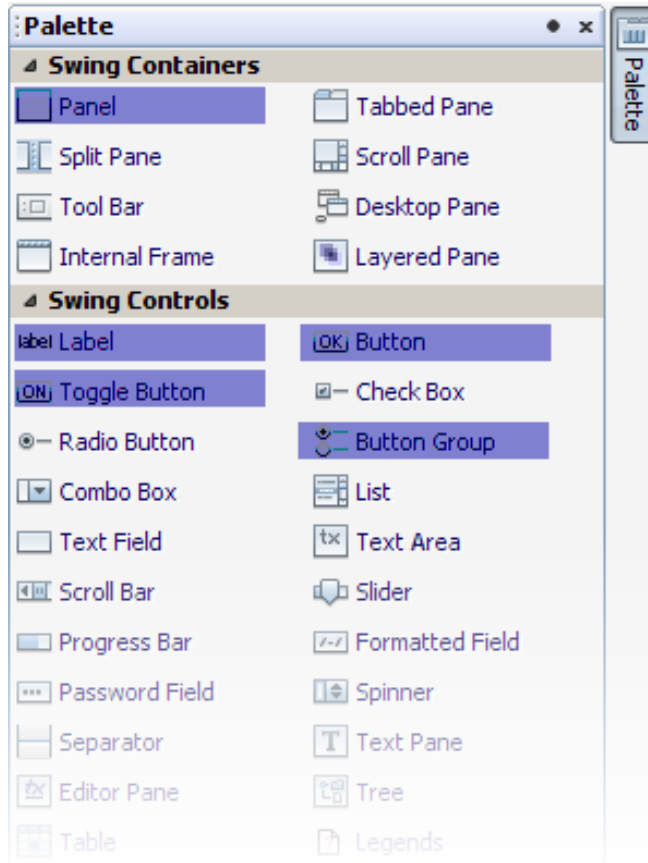 Palette
Palette
Swing Containers
Panel Tabbed Pane
Split Pane Scroll Pane
Tool Bar Desktop Pane
Internal Frame Layered Pane
Swing Controls
label Label OK Button
ON Toggle Button Check Box
Radio Button Button Group
Combo Box List
Text Field tx Text Area
Scroll Bar Slider
Progress Bar Formatted Field
Password Field Spinner
Separator T Text Pane
tx Editor Pane Tree
Table Legends